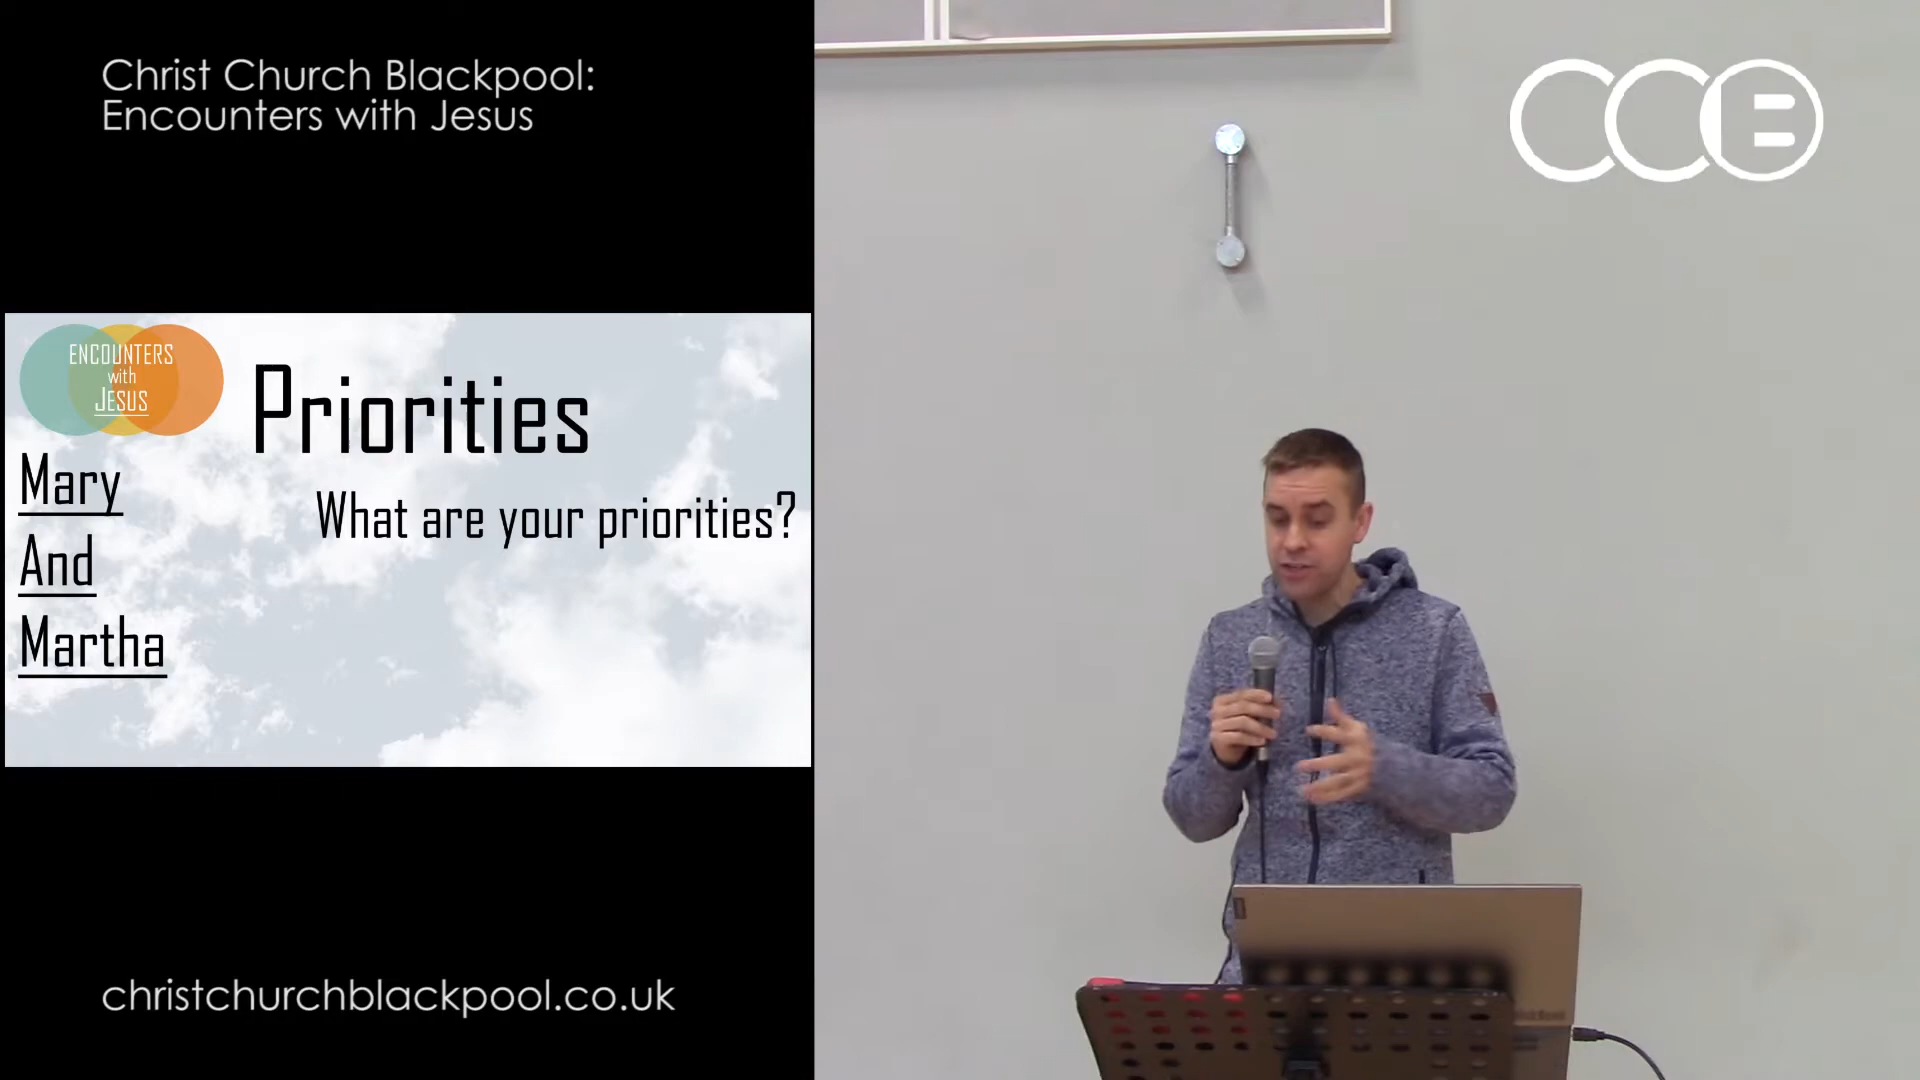 Christ Church Blackpool:
Encounters with Jesus
CCB
ENCOUNTERS
with
JESUS
Priorities
What are your priorities?
Mary
And
Martha
christchurchblackpool.co.uk